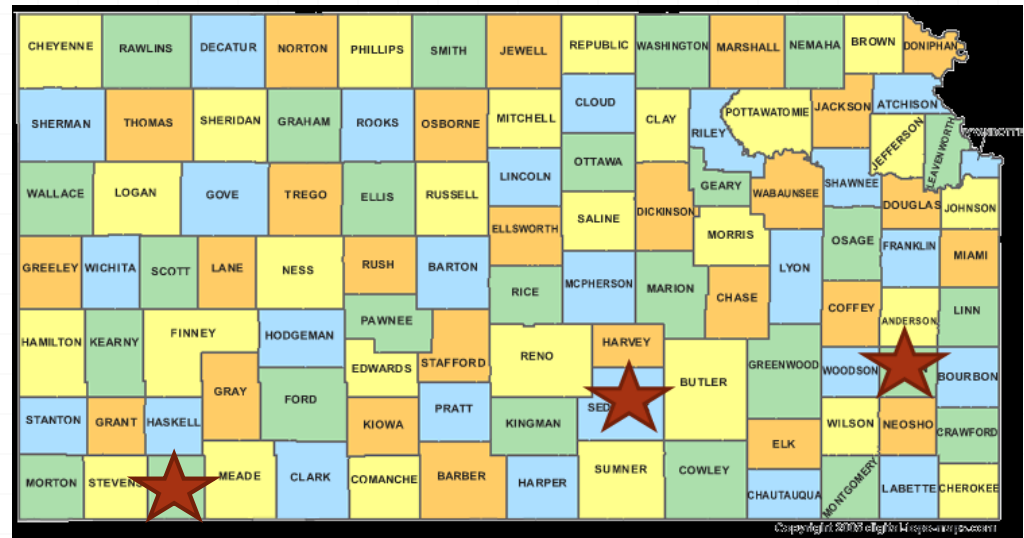 CHEYENNE
RAWLINS
DECATUR
NORTON
PHILLIPS
SMITH
JEWELL
REPUBLIC
WASHINGTON
MARSHALL
NEMAHA
BROWN
DONIPHAN
SHERMAN
THOMAS
SHERIDAN
GRAHAM
ROOKS
OSBORNE
MITCHELL
CLOUD
CLAY
RILEY
POTTAWATOMIE
JACKSON
ATCHISON
JEFFERSON
LEAVENWORTH
OTTAWA
WALLACE
LOGAN
GOVE
TREGO
ELLIS
RUSSELL
LINCOLN
SALINE
DICKINSON
GEARY
WABAUNSEE
SHAWNEE
DOUGLAS
JOHNSON
GREELEY
WICHITA
SCOTT
LANE
NESS
RUSH
BARTON
ELLSWORTH
MCPHERSON
MARION
MORRIS
CHASE
LYON
OSAGE
FRANKLIN
MIAMI
RICE
COFFEY
ANDERSON
LINN
HAMILTON
KEARNY
FINNEY
HODGEMAN
PAWNEE
EDWARDS
STAFFORD
RENO
HARVEY
BUTLER
GREENWOOD
WOODSON
BOURBON
GRAY
FORD
STANTON
GRANT
HASKELL
KIOWA
PRATT
KINGMAN
SED
ELK
WILSON
NEOSHO
CRAWFORD
MORTON
STEVENS
MEADE
CLARK
COMANCHE
BARBER
HARPER
SUMNER
COWLEY
CHAUTAUQUA
MONTGOMERY
LABETTE
CHEROKEE